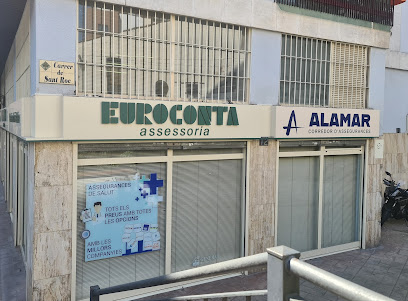 Carrer de
Sant Roc
EUROCONTA
assessoria
ALAMAR
CORREDOR D'ASSEGURANCES
ASSEGURANCES
DE SALUT
TOTS ELS
PREUS AMB TOTES
LES OPCIONS
AMB LES
MILLORS
COMPANYIES